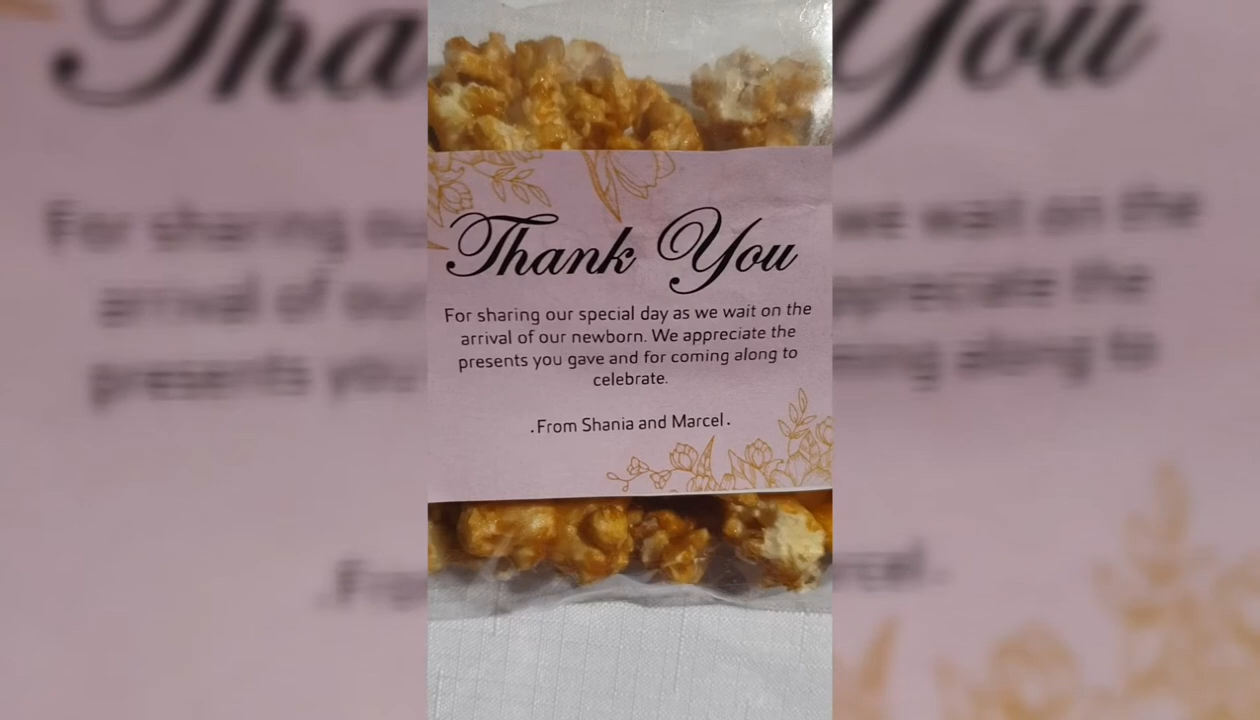 Thank You
For sharing our special day as we wait on the
arrival of our newborn. We appreciate the
presents you gave and for coming along to
celebrate.
.From Shania and Marcel.